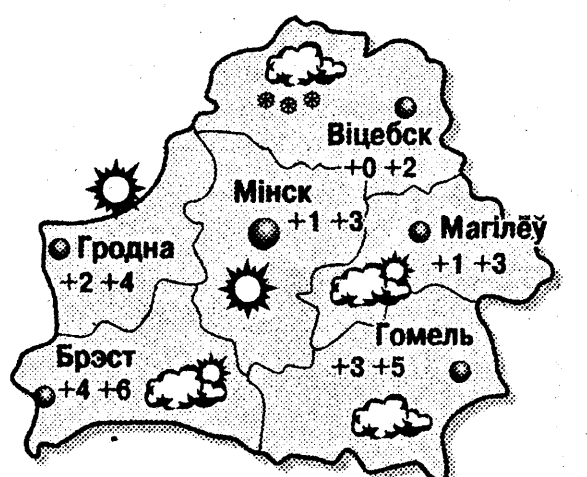 Віцебск
+0 +2
Мінск
+1 +3
Магілёў
+1 +3
Гродна
+2 +4
Гомель
+3 +5
Брэст
+4 +6